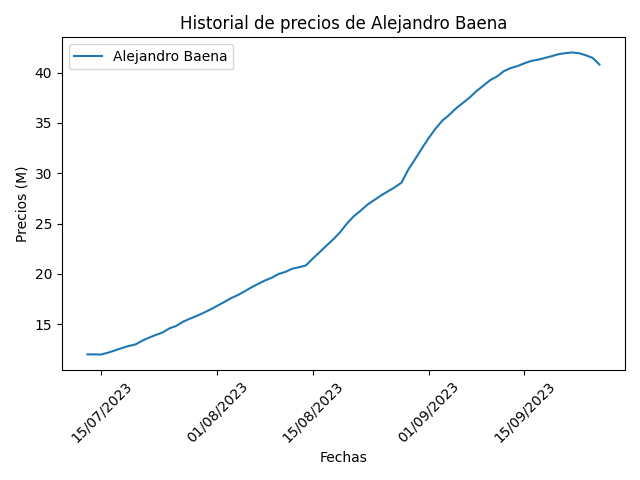 Historial de precios de Alejandro Baena
Alejandro Baena
Precios (M)
40
35
30
25
20
15
15/07/2023
01/08/2023
15/08/2023
01/09/2023
15/09/2023
Fechas